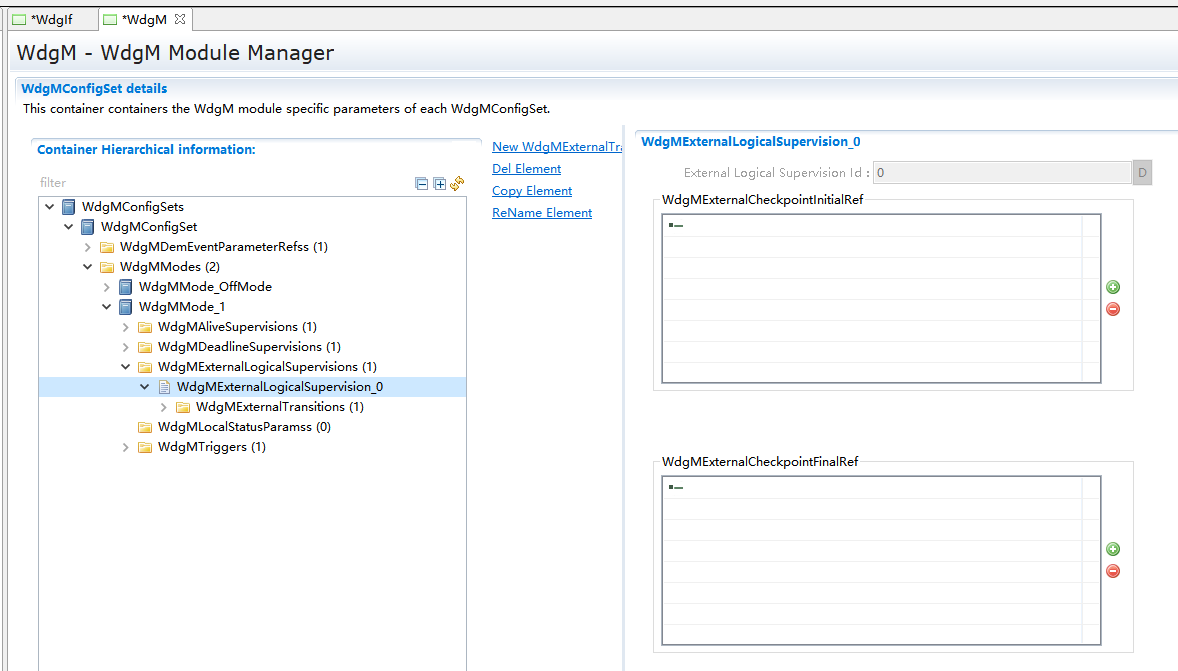 *WdgIf
*WdgM
WdgM - WdgM Module Manager
WdgMConfigSet details
This container containers the WdgM module specific parameters of each WdgMConfigSet.
Container Hierarchical information:
filter
WdgMConfigSets
WdgMConfigSet
WdgMDemEventParameterRefss (1)
WdgMModes (2)
WdgMMode_OffMode
WdgMMode_1
WdgMAliveSupervisions (1)
WdgMDeadlineSupervisions (1)
WdgMExternalLogicalSupervisions (1)
WdgMExternalLogicalSupervision_0
WdgMExternalTransitions (1)
WdgMLocalStatusParamss (0)
WdgMTriggers (1)
New WdgMExternalTra
Del Element
Copy Element
ReName Element
WdgMExternalLogicalSupervision_0
External Logical Supervision Id : 0 D
WdgMExternalCheckpointInitialRef
WdgMExternalCheckpointFinalRef